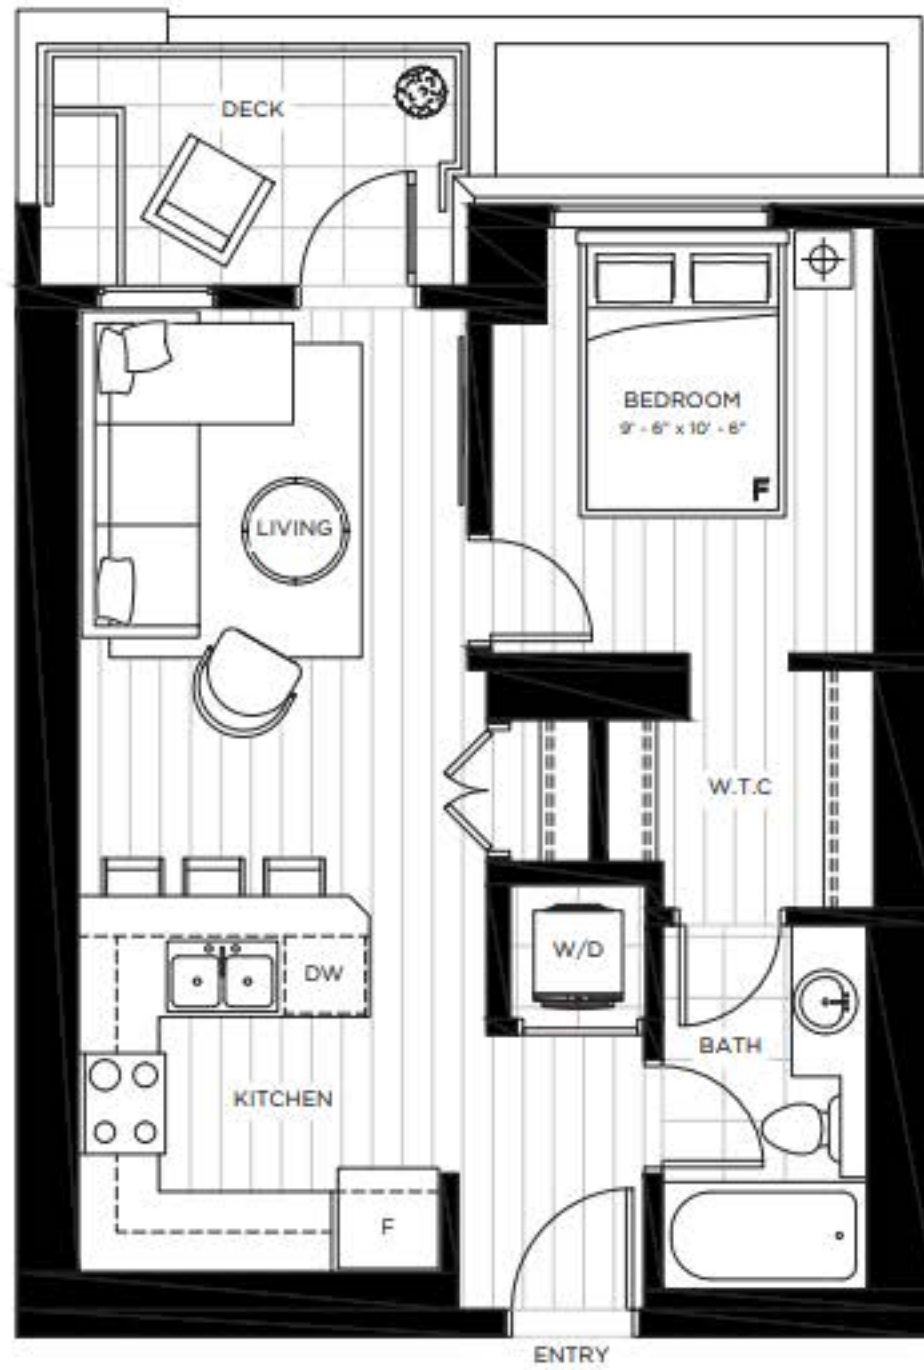 DECK
BEDROOM
9' - 6" x 10' - 6"
F
LIVING
W.T.C
W/D
DW
BATH
KITCHEN
F
ENTRY